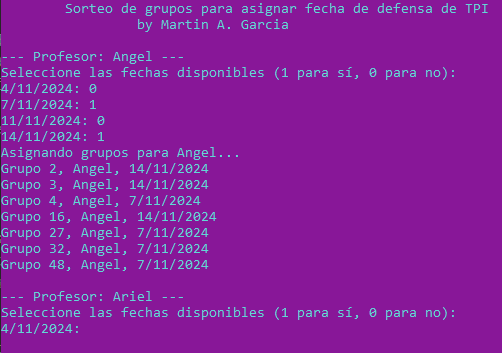 Sorteo de grupos para asignar fecha de defensa de TPI
by Martin A. Garcia
--- Profesor: Angel ---
Seleccione las fechas disponibles (1 para sí, 0 para no):
4/11/2024: 0
7/11/2024: 1
11/11/2024: 0
14/11/2024: 1
Asignando grupos para Angel...
Grupo 2, Angel, 14/11/2024
Grupo 3, Angel, 14/11/2024
Grupo 4, Angel, 7/11/2024
Grupo 16, Angel, 14/11/2024
Grupo 27, Angel, 7/11/2024
Grupo 32, Angel, 7/11/2024
Grupo 48, Angel, 7/11/2024
--- Profesor: Ariel ---
Seleccione las fechas disponibles (1 para sí, 0 para no):
4/11/2024: